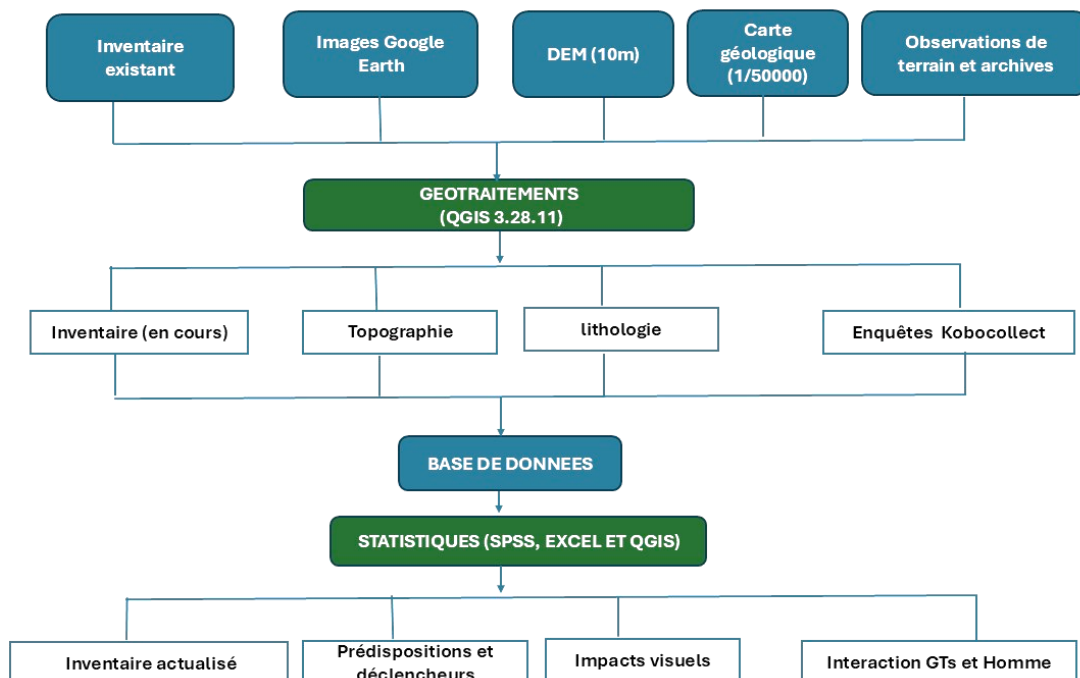 Inventaire
existant
Images Google
Earth
DEM (10m)
Carte
géologique
(1/50000)
Observations de
terrain et archives
GEOTRAITEMENTS
(QGIS 3.28.11)
Inventaire (en cours)
Topographie
lithologie
Enquêtes Kobocollect
BASE DE DONNEES
STATISTIQUES (SPSS, EXCEL ET QGIS)
Inventaire actualisé
Prédispositions et
déclencheurs
Impacts visuels
Interaction GTs et Homme